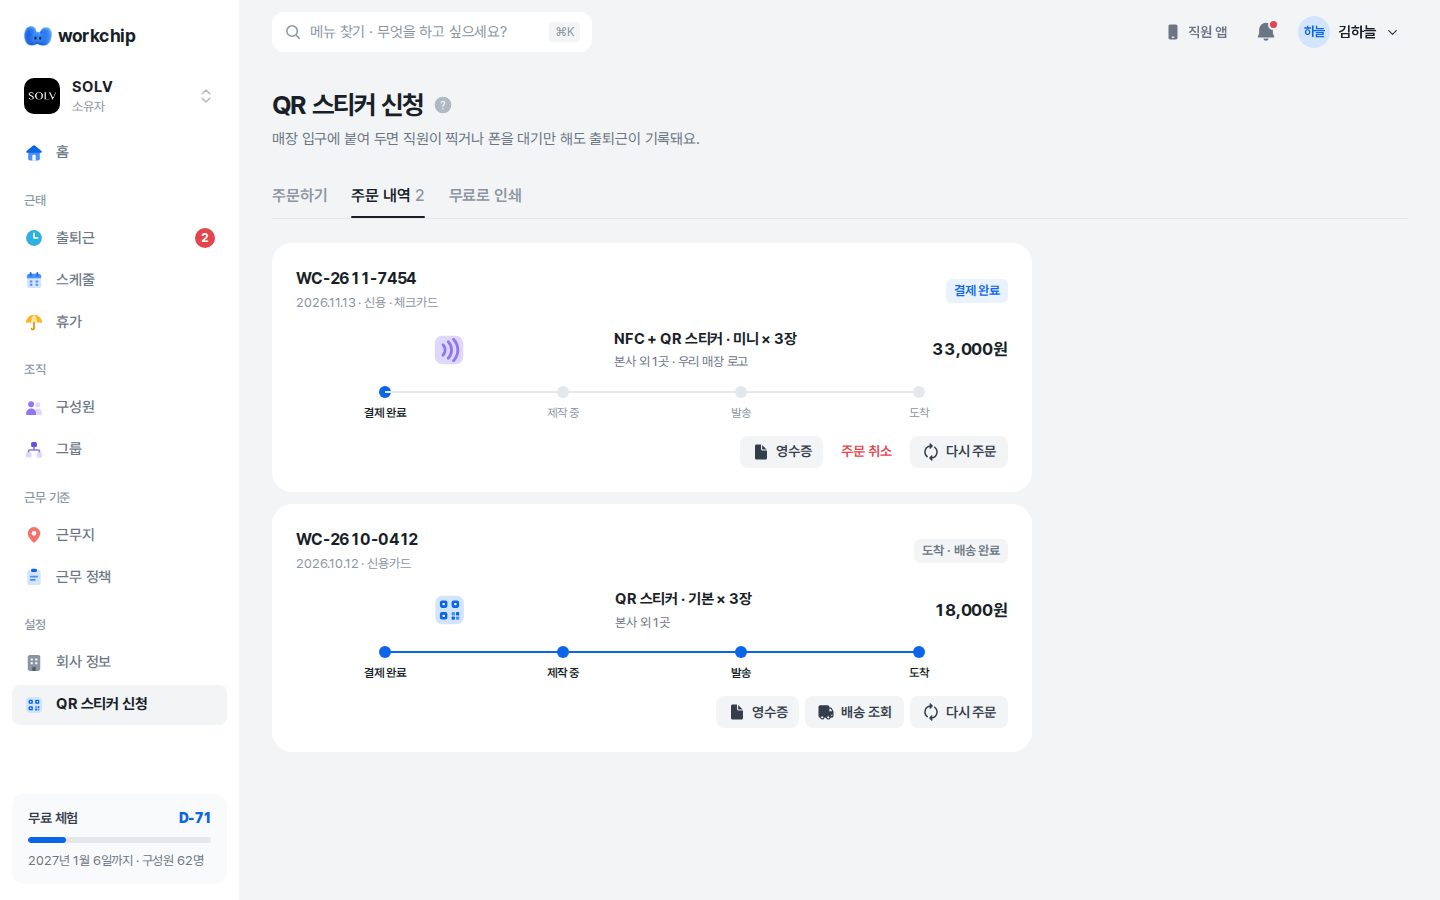 workchip
메뉴 찾기 · 무엇을 하고 싶으세요?
⌘K
직원 앱
하늘
김하늘
SOLV
SOLV
소유자
홈
근태
출퇴근
2
스케줄
휴가
조직
구성원
그룹
근무 기준
근무지
근무 정책
설정
회사 정보
QR 스티커 신청
무료 체험
D-71
2027년 1월 6일까지 · 구성원 62명
QR 스티커 신청
?
매장 입구에 붙여 두면 직원이 찍거나 폰을 대기만 해도 출퇴근이 기록돼요.
주문하기
주문 내역 2
무료로 인쇄
WC-2611-7454
2026.11.13 · 신용 · 체크카드
결제 완료
NFC + QR 스티커 · 미니 × 3장
본사 외 1곳 · 우리 매장 로고
33,000원
결제 완료
제작 중
발송
도착
영수증
주문 취소
다시 주문
WC-2610-0412
2026.10.12 · 신용카드
도착 · 배송 완료
QR 스티커 · 기본 × 3장
본사 외 1곳
18,000원
결제 완료
제작 중
발송
도착
영수증
배송 조회
다시 주문